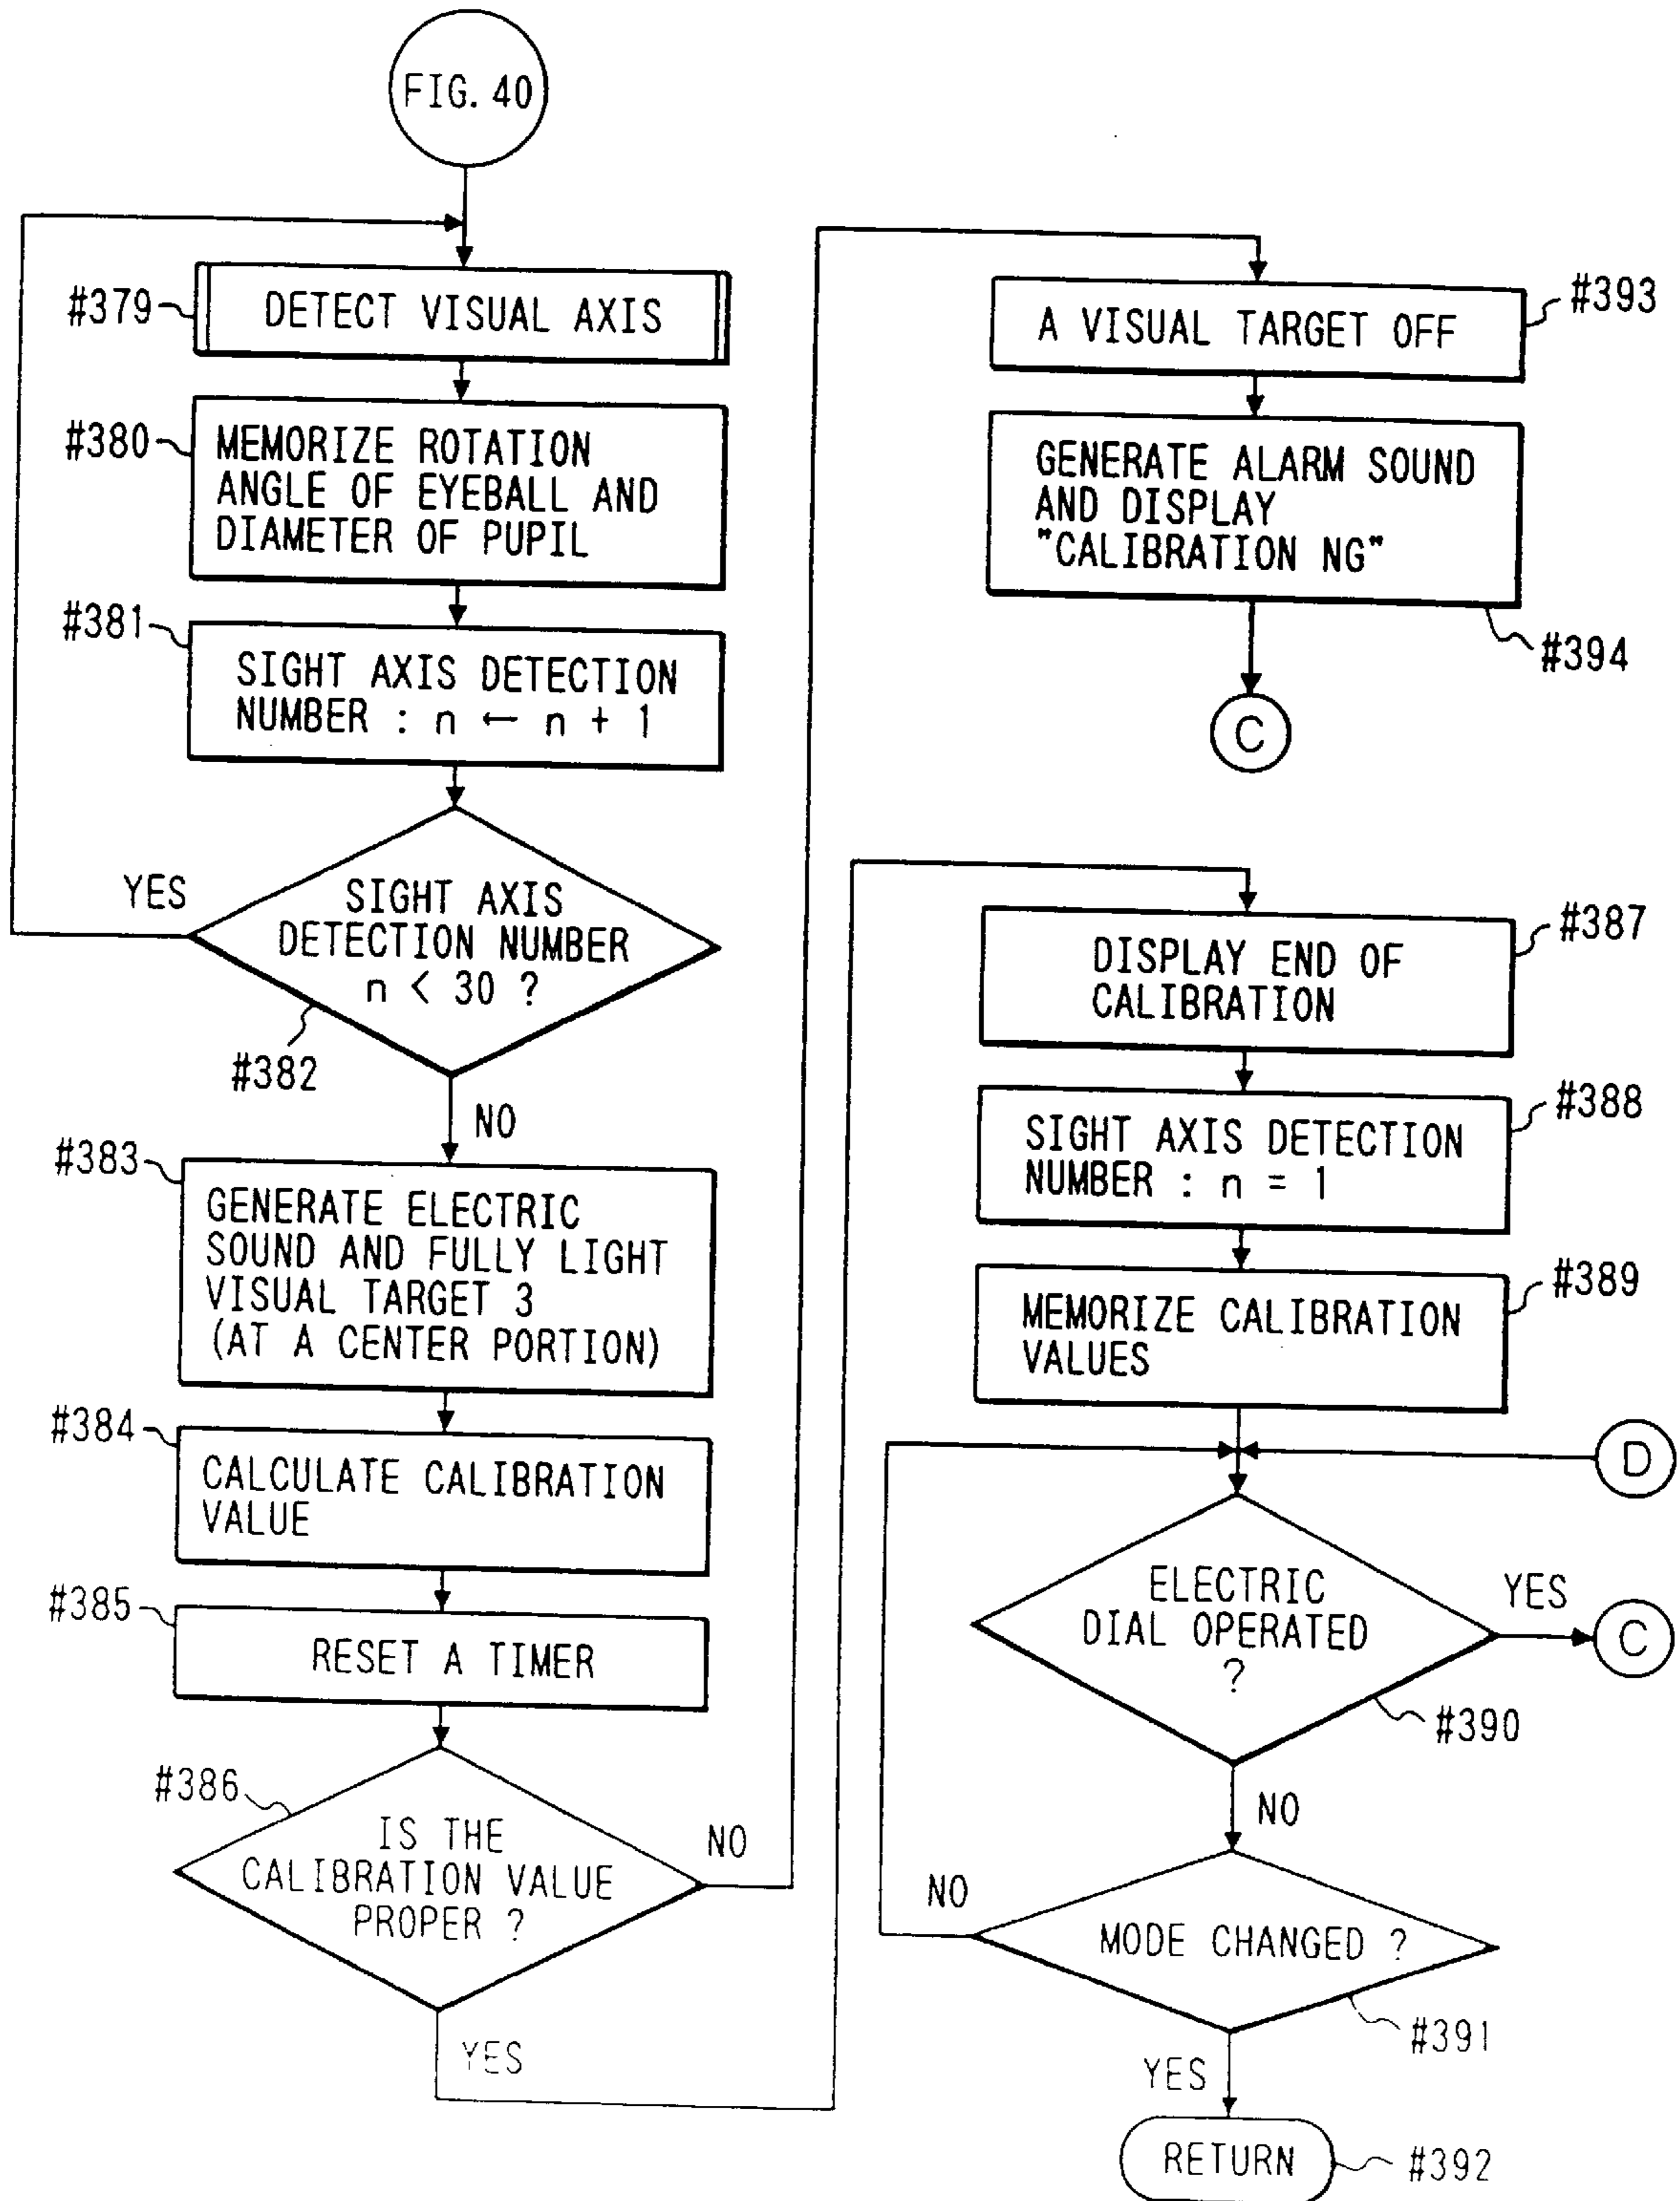 FIG. 40
#379
DETECT VISUAL AXIS
#380
MEMORIZE ROTATION
ANGLE OF EYEBALL AND
DIAMETER OF PUPIL
#381
SIGHT AXIS DETECTION
NUMBER : n ← n + 1
YES
SIGHT AXIS
DETECTION NUMBER
n < 30 ?
#382
NO
#383
GENERATE ELECTRIC
SOUND AND FULLY LIGHT
VISUAL TARGET 3
(AT A CENTER PORTION)
#384
CALCULATE CALIBRATION
VALUE
#385
RESET A TIMER
#386
IS THE
CALIBRATION VALUE
PROPER ?
NO
YES
A VISUAL TARGET OFF
#393
GENERATE ALARM SOUND
AND DISPLAY
"CALIBRATION NG"
#394
C
DISPLAY END OF
CALIBRATION
#387
SIGHT AXIS DETECTION
NUMBER : n = 1
#388
MEMORIZE CALIBRATION
VALUES
#389
D
ELECTRIC
DIAL OPERATED
?
YES
C
#390
NO
NO
MODE CHANGED ?
#391
YES
RETURN
#392